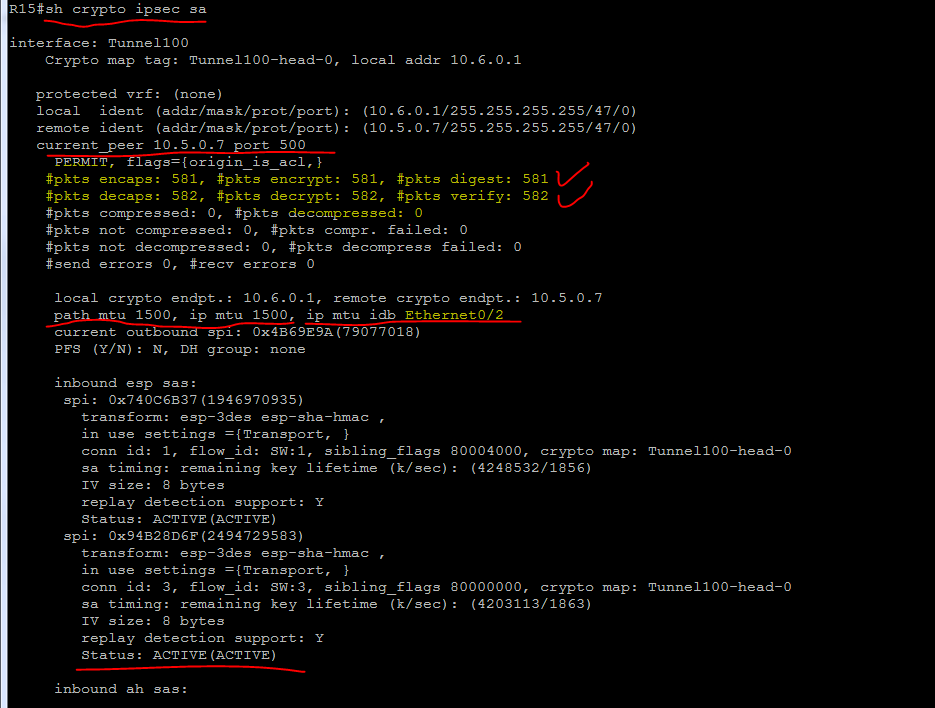 R15#sh crypto ipsec sa
interface: Tunnel100
Crypto map tag: Tunnel100-head-0, local addr 10.6.0.1
protected vrf: (none)
local  ident (addr/mask/prot/port): (10.6.0.1/255.255.255.255/47/0)
remote ident (addr/mask/prot/port): (10.5.0.7/255.255.255.255/47/0)
current_peer 10.5.0.7 port 500
PERMIT, flags={origin_is_acl,}
#pkts encaps: 581, #pkts encrypt: 581, #pkts digest: 581
#pkts decaps: 582, #pkts decrypt: 582, #pkts verify: 582
#pkts compressed: 0, #pkts decompressed: 0
#pkts not compressed: 0, #pkts compr. failed: 0
#pkts not decompressed: 0, #pkts decompress failed: 0
#send errors 0, #recv errors 0
local crypto endpt.: 10.6.0.1, remote crypto endpt.: 10.5.0.7
path mtu 1500, ip mtu 1500, ip mtu idb Ethernet0/2
current outbound spi: 0x4B69E9A(79077018)
PFS (Y/N): N, DH group: none
inbound esp sas:
spi: 0x740C6B37(1946970935)
transform: esp-3des esp-sha-hmac ,
in use settings ={Transport, }
conn id: 1, flow_id: SW:1, sibling_flags 80004000, crypto map: Tunnel100-head-0
sa timing: remaining key lifetime (k/sec): (4248532/1856)
IV size: 8 bytes
replay detection support: Y
Status: ACTIVE(ACTIVE)
spi: 0x94B28D6F(2494729583)
transform: esp-3des esp-sha-hmac ,
in use settings ={Transport, }
conn id: 3, flow_id: SW:3, sibling_flags 80000000, crypto map: Tunnel100-head-0
sa timing: remaining key lifetime (k/sec): (4203113/1863)
IV size: 8 bytes
replay detection support: Y
Status: ACTIVE(ACTIVE)
inbound ah sas: